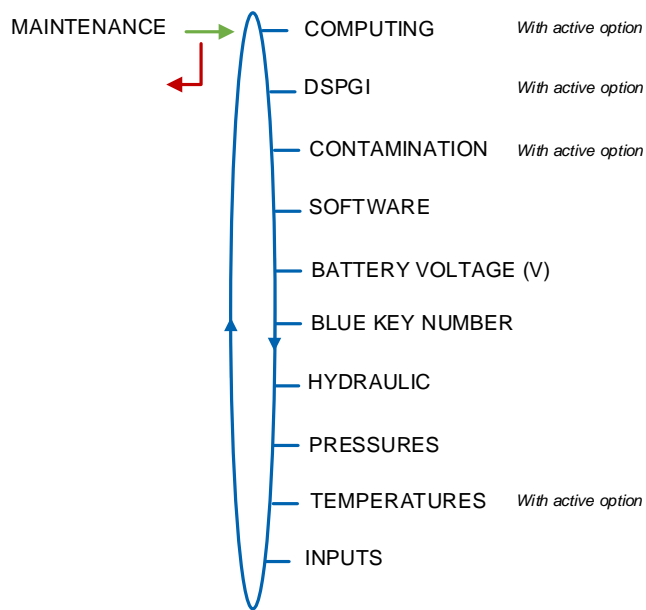 MAINTENANCE
COMPUTING With active option
DSPGI With active option
CONTAMINATION With active option
SOFTWARE
BATTERY VOLTAGE (V)
BLUE KEY NUMBER
HYDRAULIC
PRESSURES
TEMPERATURES With active option
INPUTS